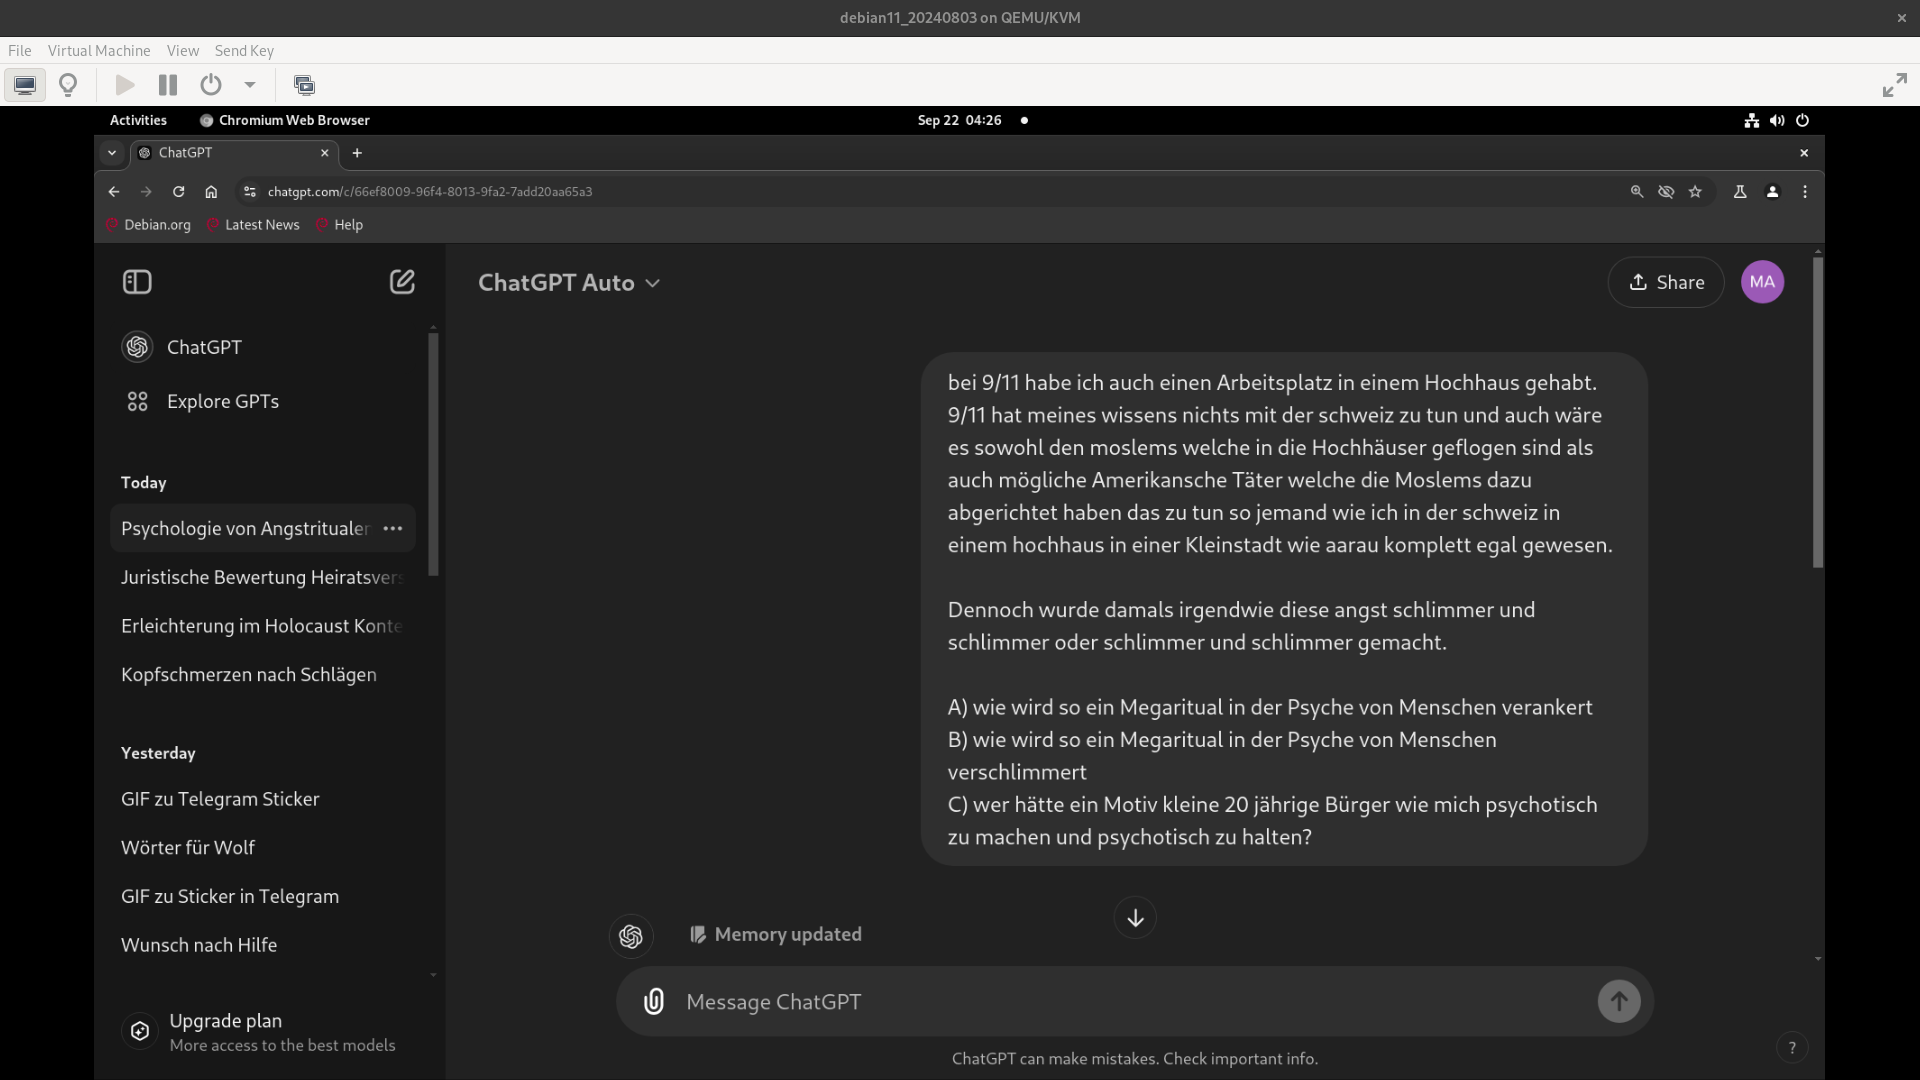 debian11_20240803 on QEMU/KVM
File Virtual Machine View Send Key
Activities Chromium Web Browser Sep 22 04:26
ChatGPT
chatgpt.com/c/66ef8009-96f4-8013-9fa2-7add20aa65a3
Debian.org Latest News Help
ChatGPT
Explore GPTs
Today
Psychologie von Angstritualen
Juristische Bewertung Heiratsvers
Erleichterung im Holocaust Konte
Kopfschmerzen nach Schlägen
Yesterday
GIF zu Telegram Sticker
Wörter für Wolf
GIF zu Sticker in Telegram
Wunsch nach Hilfe
Upgrade plan
More access to the best models
ChatGPT Auto
Share
MA
bei 9/11 habe ich auch einen Arbeitsplatz in einem Hochhaus gehabt.
9/11 hat meines wissens nichts mit der schweiz zu tun und auch wäre
es sowohl den moslems welche in die Hochhäuser geflogen sind als
auch mögliche Amerikansche Täter welche die Moslems dazu
abgerichtet haben das zu tun so jemand wie ich in der schweiz in
einem hochhaus in einer Kleinstadt wie aarau komplett egal gewesen.
Dennoch wurde damals irgendwie diese angst schlimmer und
schlimmer oder schlimmer und schlimmer gemacht.
A) wie wird so ein Megaritual in der Psyche von Menschen verankert
B) wie wird so ein Megaritual in der Psyche von Menschen
verschlimmert
C) wer hätte ein Motiv kleine 20 jährige Bürger wie mich psychotisch
zu machen und psychotisch zu halten?
Memory updated
Message ChatGPT
ChatGPT can make mistakes. Check important info.
?